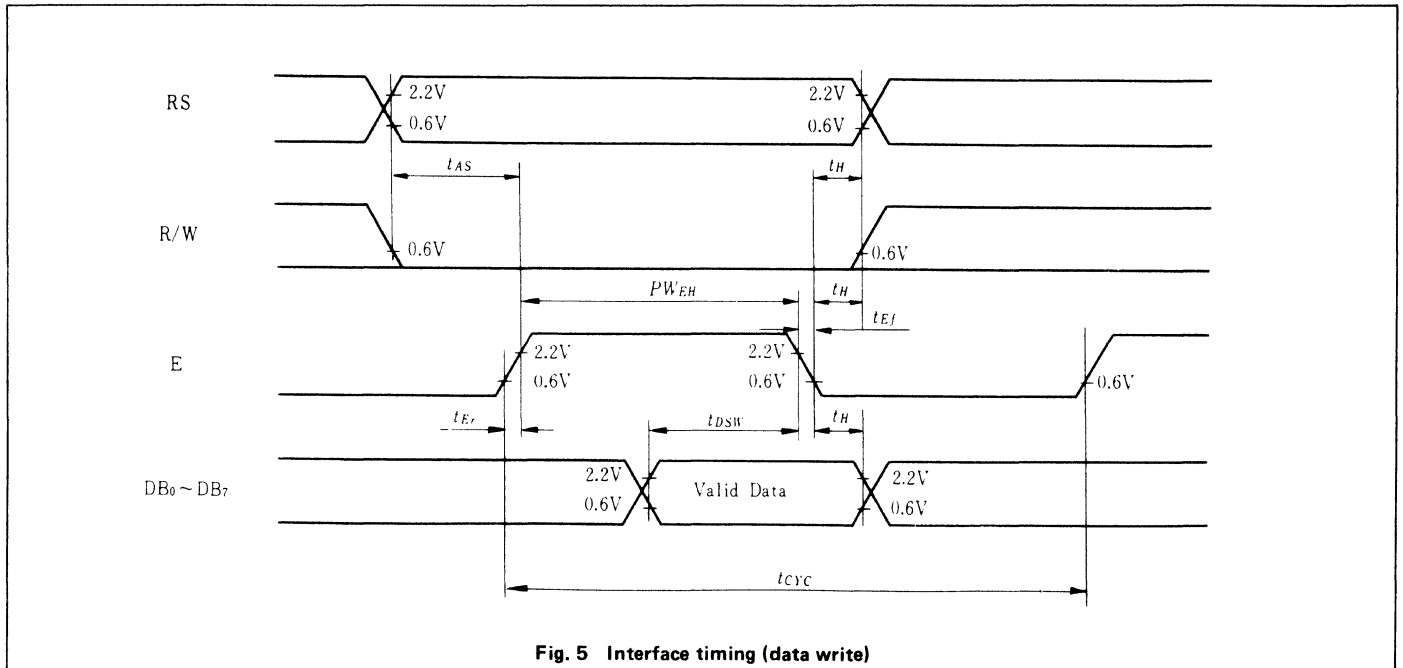 RS
2.2V
0.6V
2.2V
0.6V
tAS
tH
R/W
0.6V
0.6V
PWEH
tH
tEf
E
2.2V
0.6V
2.2V
0.6V
0.6V
tEr
tDSW
tH
DB₀~DB₇
2.2V
0.6V
Valid Data
2.2V
0.6V
tCYC
Fig. 5 Interface timing (data write)